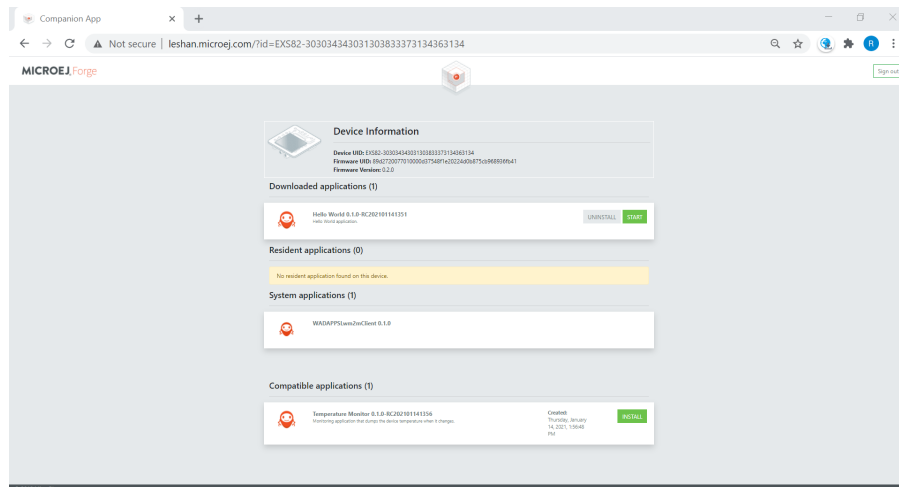 Companion App
Not secure | leshan.microej.com/?id=EXS82-303034343031303833373134363134
R
MICROEJ. Forge
Sign out
Device Information
Device UID: EXS82-303034343031303833373134363134
Firmware UID:
Firmware Version: 0.2.0
Downloaded applications (1)
Hello World 0.1.0-RC202101141351
Hello World application.
UNINSTALL START
Resident applications (0)
No resident application found on this device.
System applications (1)
WADAPPSLwm2mClient 0.1.0
Compatible applications (1)
Temperature Monitor 0.1.0-RC202101141356
Monitoring application that dumps the device temperature when it changes.
Created:
Thursday, January
14, 2021, 1:56:48
PM
INSTALL